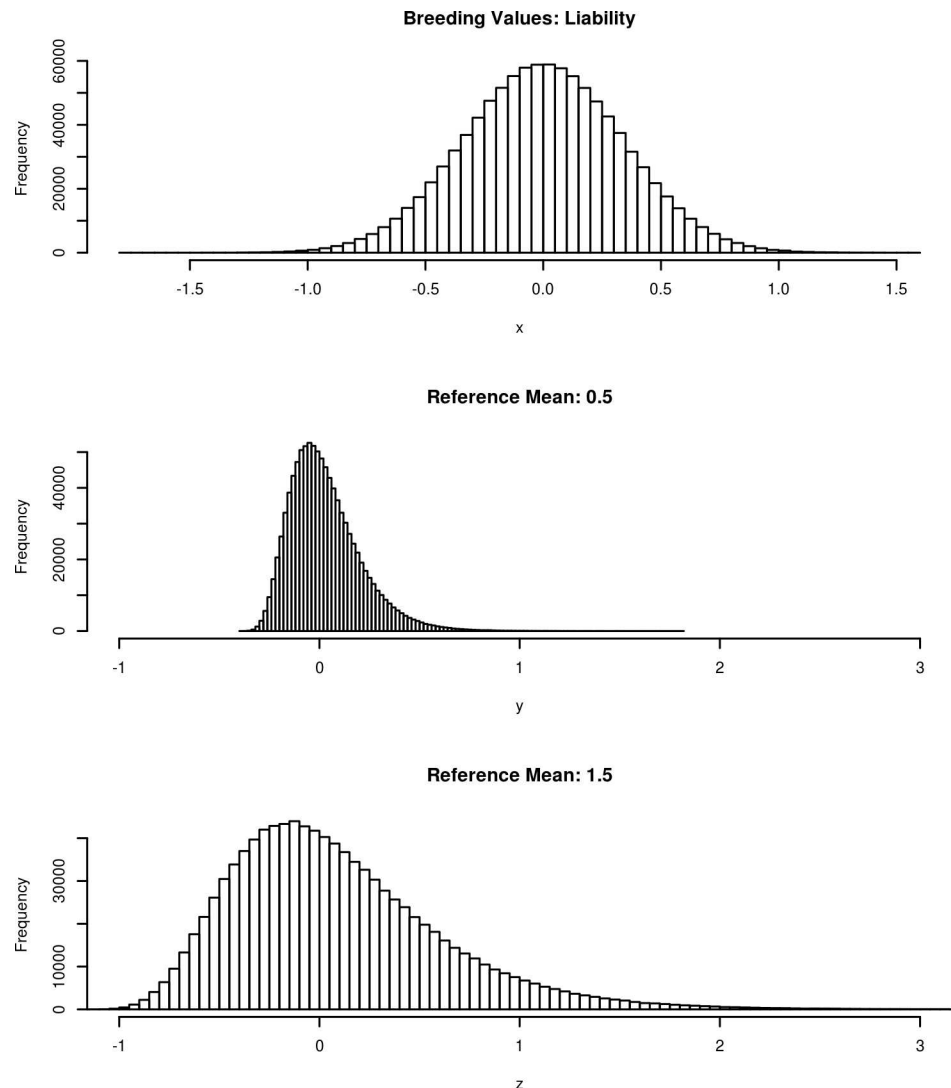 Breeding Values: Liability
Frequency
0 20000 40000 60000
-1.5 -1.0 -0.5 0.0 0.5 1.0 1.5
x
Reference Mean: 0.5
Frequency
0 20000 40000
-1 0 1 2 3
y
Reference Mean: 1.5
Frequency
0 10000 30000
-1 0 1 2 3
z